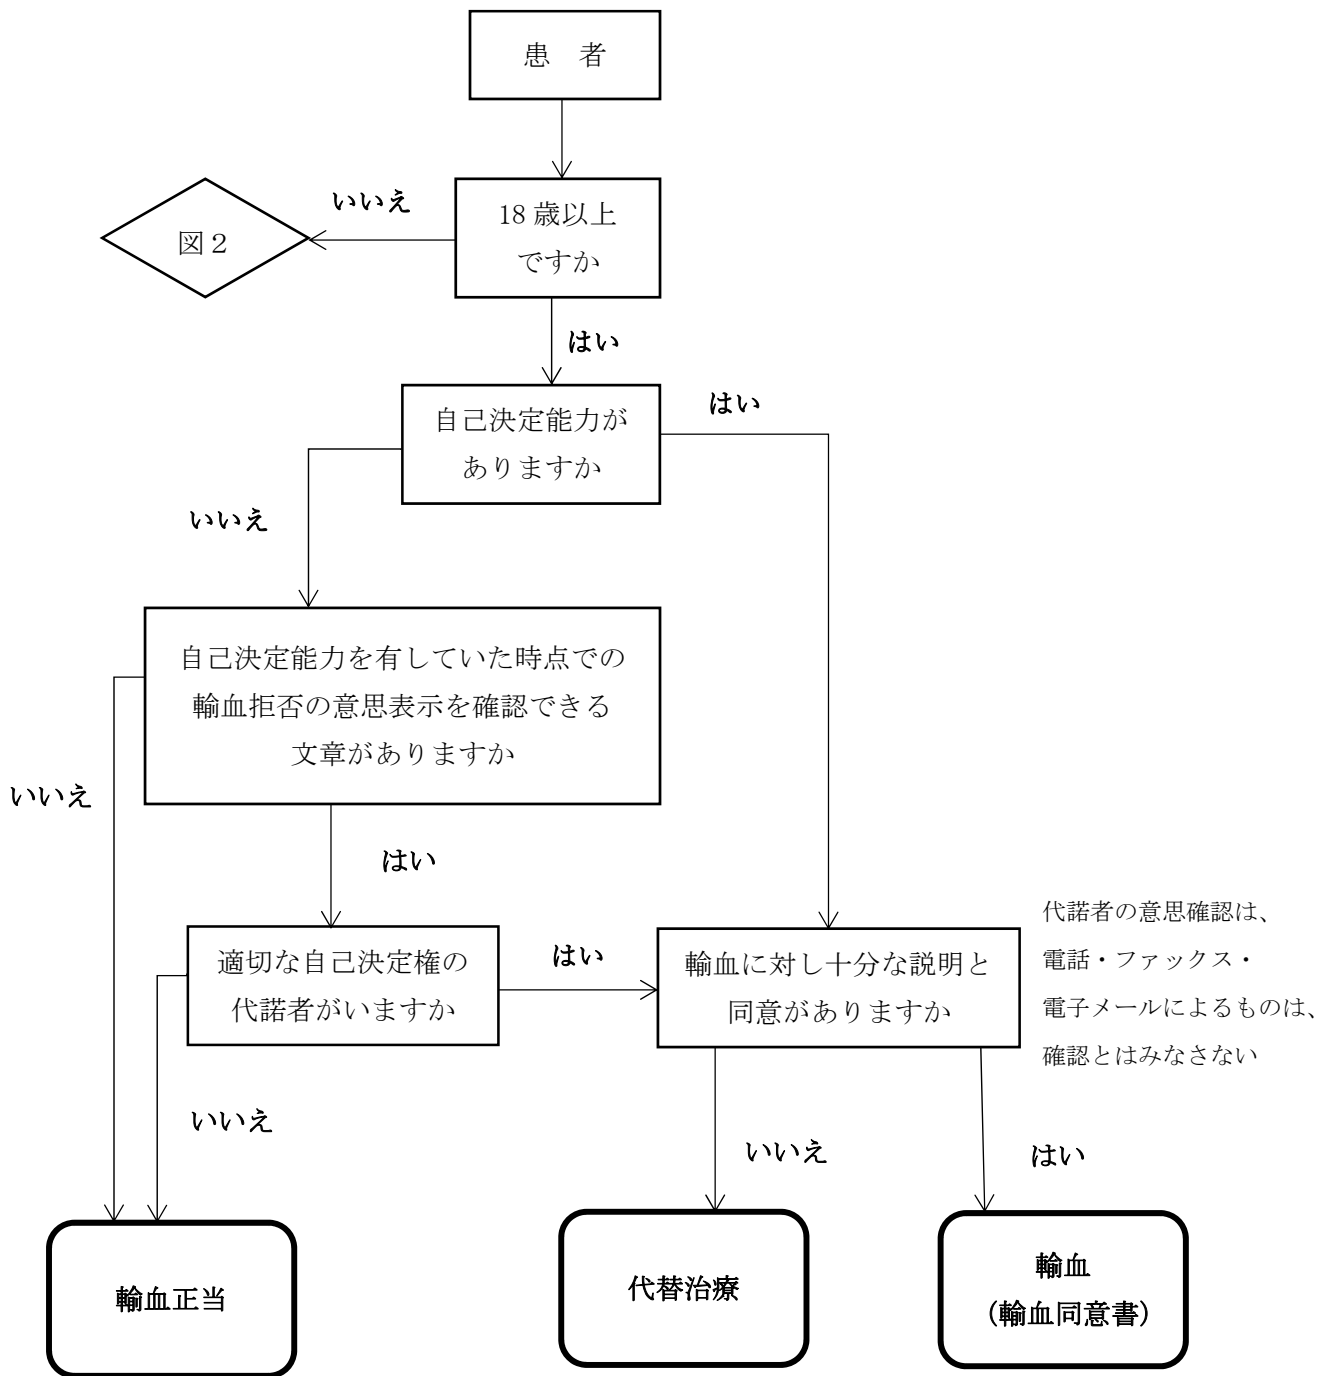 患　者
いいえ
18 歳以上
ですか
図２
はい
自己決定能力が
ありますか
はい
いいえ
自己決定能力を有していた時点での
輸血拒否の意思表示を確認できる
文章がありますか
いいえ
はい
適切な自己決定権の
代諾者がいますか
はい
輸血に対し十分な説明と
同意がありますか
代諾者の意思確認は、
電話・ファックス・
電子メールによるものは、
確認とはみなさない
いいえ
いいえ
はい
輸血正当
代替治療
輸血
（輸血同意書）